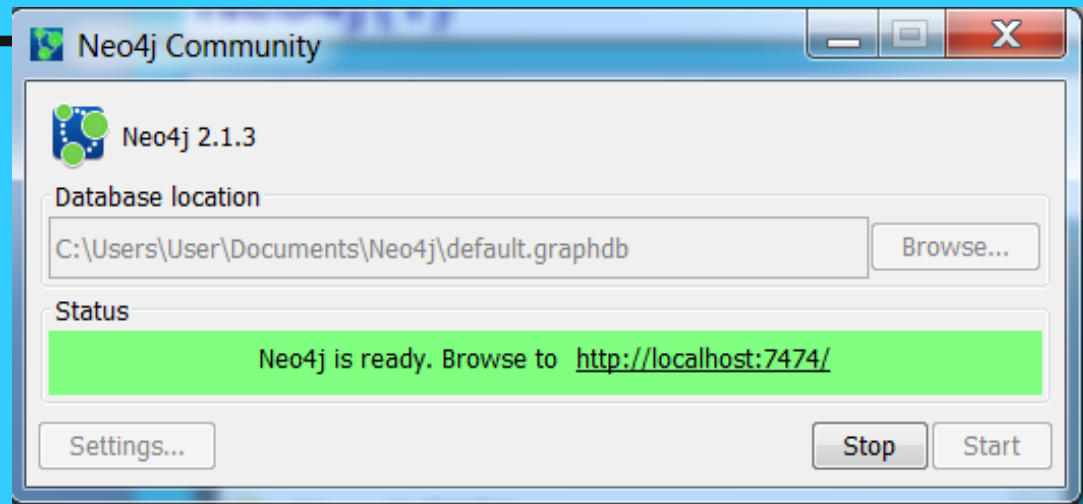 Neo4j Community
Neo4j 2.1.3
Database location
C:\Users\User\Documents\Neo4j\default.graphdb
Browse...
Status
Neo4j is ready. Browse to http://localhost:7474/
Settings...
Stop
Start